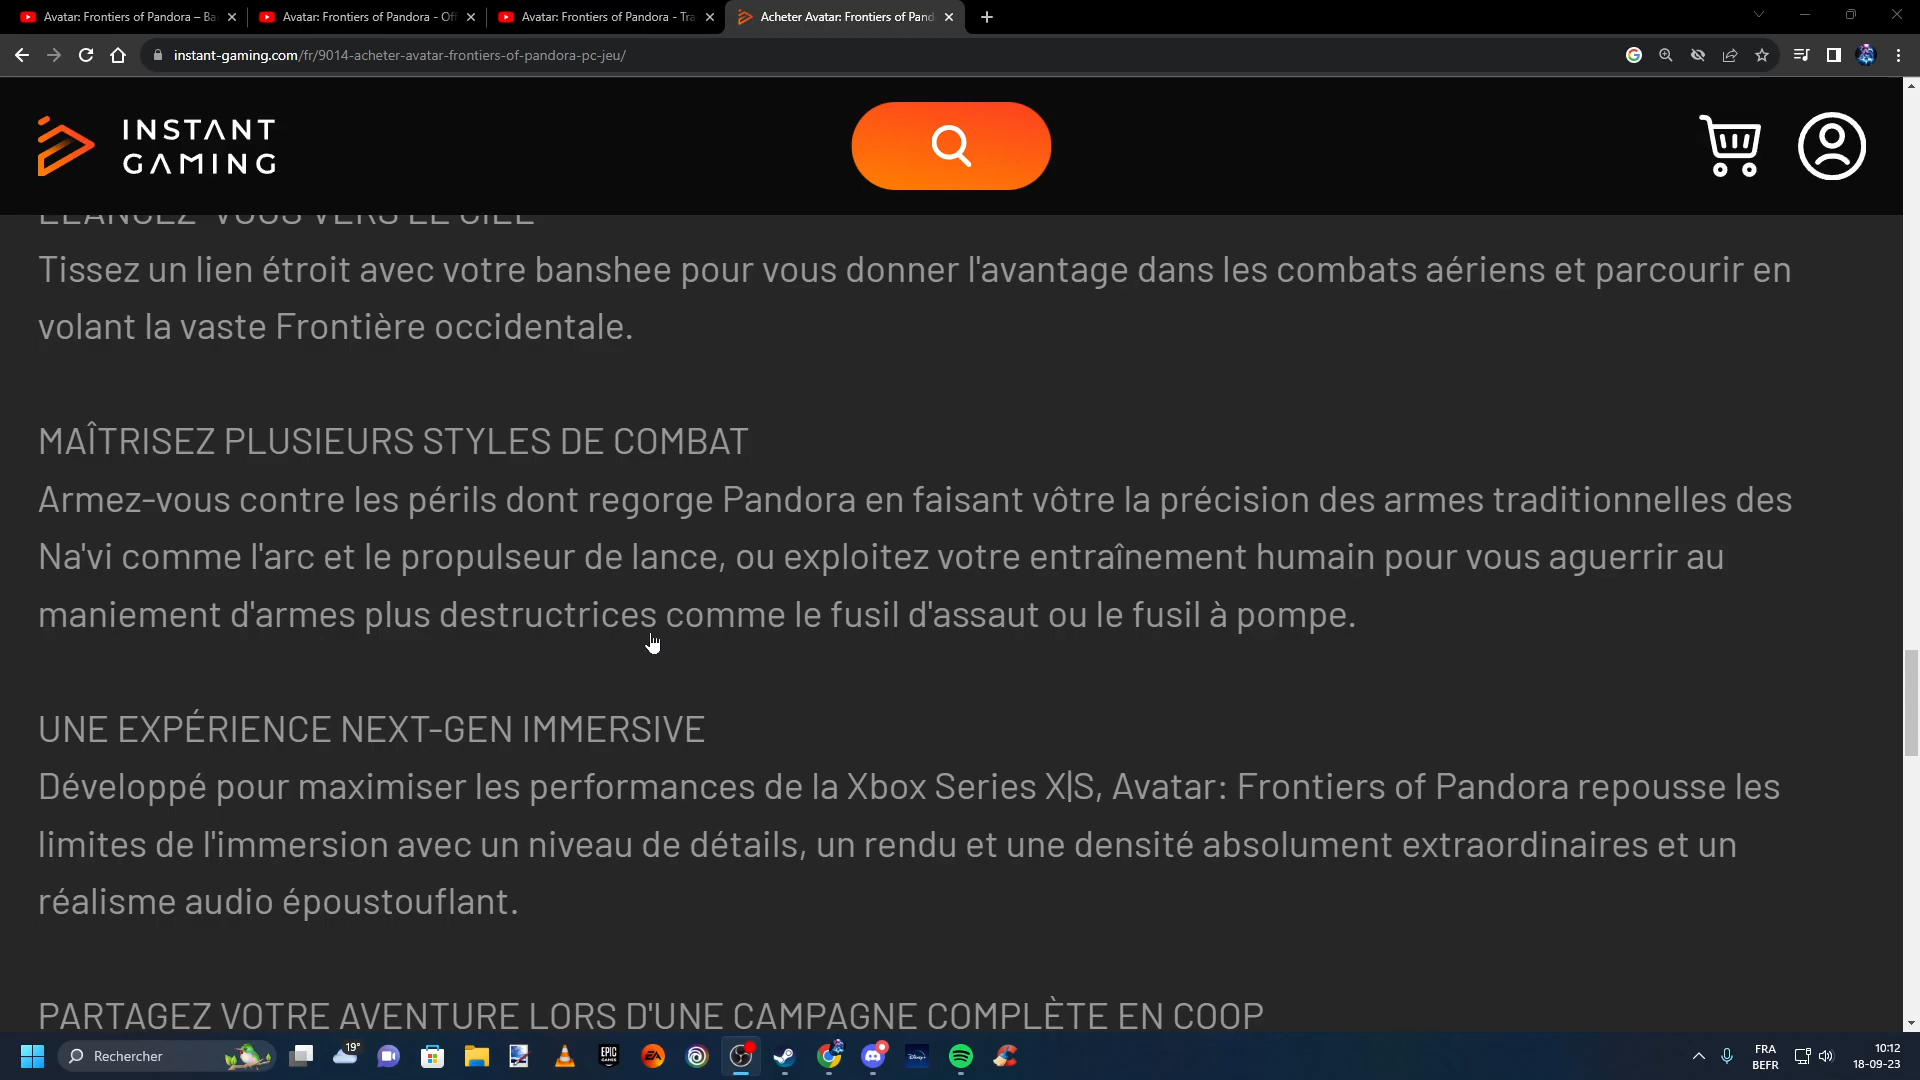 Avatar: Frontiers of Pandora – Ba
Avatar: Frontiers of Pandora - Off
Avatar: Frontiers of Pandora - Tra
Acheter Avatar: Frontiers of Pand
instant-gaming.com/fr/9014-acheter-avatar-frontiers-of-pandora-pc-jeu/
INSTANT
GAMING
ÉLANCEZ-VOUS VERS LE CIEL
Tissez un lien étroit avec votre banshee pour vous donner l'avantage dans les combats aériens et parcourir en
volant la vaste Frontière occidentale.
MAÎTRISEZ PLUSIEURS STYLES DE COMBAT
Armez-vous contre les périls dont regorge Pandora en faisant vôtre la précision des armes traditionnelles des
Na'vi comme l'arc et le propulseur de lance, ou exploitez votre entraînement humain pour vous aguerrir au
maniement d'armes plus destructrices comme le fusil d'assaut ou le fusil à pompe.
UNE EXPÉRIENCE NEXT-GEN IMMERSIVE
Développé pour maximiser les performances de la Xbox Series X|S, Avatar: Frontiers of Pandora repousse les
limites de l'immersion avec un niveau de détails, un rendu et une densité absolument extraordinaires et un
réalisme audio époustouflant.
PARTAGEZ VOTRE AVENTURE LORS D'UNE CAMPAGNE COMPLÈTE EN COOP
Rechercher
19°
EPIC
GAMES
EA
Disney+
FRA
BEFR
10:12
18-09-23